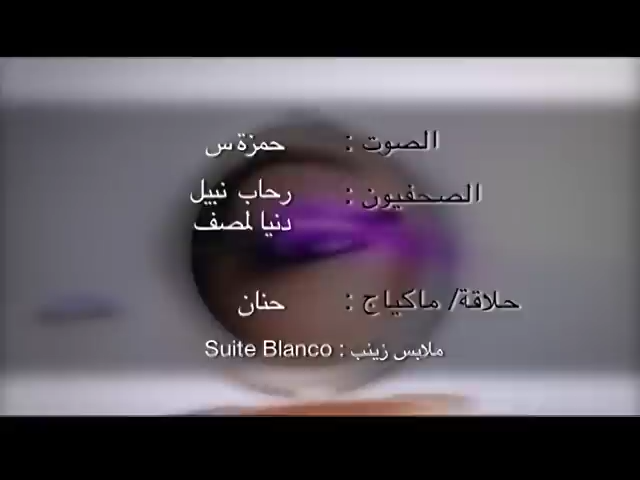 الصوت : حمزة س
الصحفيون : رحاب نبيل
دنيا لمصف
حلاقة/ ماكياج : حنان
ملابس زينب : Suite Blanco